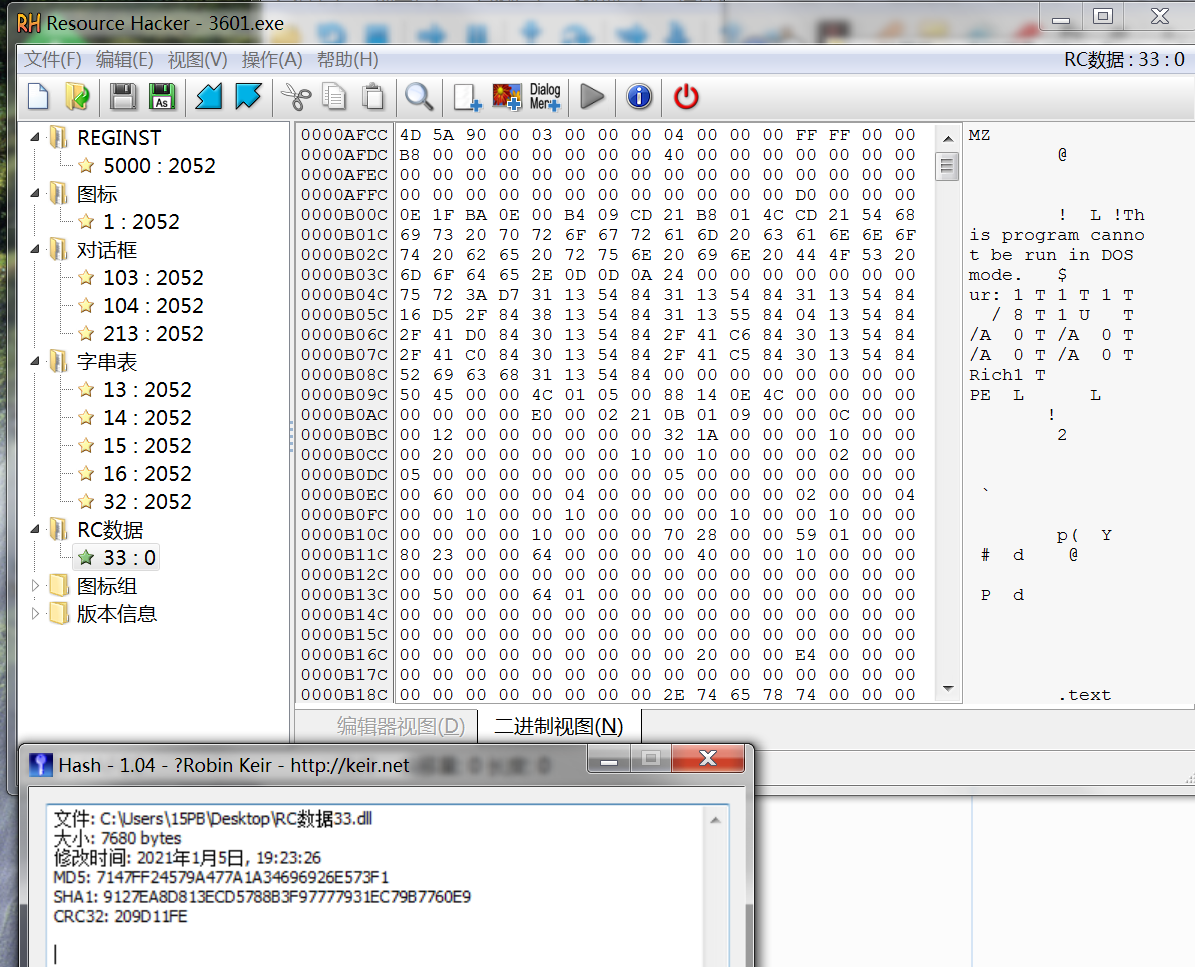 Resource Hacker - 3601.exe
文件(F) 编辑(E) 视图(V) 操作(A) 帮助(H) RC数据 : 33 : 0
As Dialog Men
REGINST
5000 : 2052
图标
1 : 2052
对话框
103 : 2052
104 : 2052
213 : 2052
字串表
13 : 2052
14 : 2052
15 : 2052
16 : 2052
32 : 2052
RC数据
33 : 0
图标组
版本信息
0000AFCC 4D 5A 90 00 03 00 00 00 04 00 00 00 FF FF 00 00 MZ
0000AFDC B8 00 00 00 00 00 00 00 40 00 00 00 00 00 00 00 @
0000AFEC 00 00 00 00 00 00 00 00 00 00 00 00 00 00 00 00
0000AFFC 00 00 00 00 00 00 00 00 00 00 00 00 D0 00 00 00
0000B00C 0E 1F BA 0E 00 B4 09 CD 21 B8 01 4C CD 21 54 68 ! L !Th
0000B01C 69 73 20 70 72 6F 67 72 61 6D 20 63 61 6E 6E 6F is program canno
0000B02C 74 20 62 65 20 72 75 6E 20 69 6E 20 44 4F 53 20 t be run in DOS
0000B03C 6D 6F 64 65 2E 0D 0D 0A 24 00 00 00 00 00 00 00 mode. $
0000B04C 75 72 3A D7 31 13 54 84 31 13 54 84 31 13 54 84 ur: 1 T 1 T 1 T
0000B05C 16 D5 2F 84 38 13 54 84 31 13 55 84 04 13 54 84 / 8 T 1 U T
0000B06C 2F 41 D0 84 30 13 54 84 2F 41 C6 84 30 13 54 84 /A 0 T /A 0 T
0000B07C 2F 41 C0 84 30 13 54 84 2F 41 C5 84 30 13 54 84 /A 0 T /A 0 T
0000B08C 52 69 63 68 31 13 54 84 00 00 00 00 00 00 00 00 Rich1 T
0000B09C 50 45 00 00 4C 01 05 00 88 14 0E 4C 00 00 00 00 PE L L
0000B0AC 00 00 00 00 E0 00 02 21 0B 01 09 00 00 0C 00 00 !
0000B0BC 00 12 00 00 00 00 00 00 32 1A 00 00 00 10 00 00 2
0000B0CC 00 20 00 00 00 00 00 10 00 10 00 00 00 02 00 00
0000B0DC 05 00 00 00 00 00 00 00 05 00 00 00 00 00 00 00
0000B0EC 00 60 00 00 00 04 00 00 00 00 00 00 02 00 00 04 `
0000B0FC 00 00 10 00 00 10 00 00 00 00 10 00 00 10 00 00
0000B10C 00 00 00 00 10 00 00 00 70 28 00 00 59 01 00 00 p( Y
0000B11C 80 23 00 00 64 00 00 00 00 40 00 00 10 00 00 00 # d @
0000B12C 00 00 00 00 00 00 00 00 00 00 00 00 00 00 00 00
0000B13C 00 50 00 00 64 01 00 00 00 00 00 00 00 00 00 00 P d
0000B14C 00 00 00 00 00 00 00 00 00 00 00 00 00 00 00 00
0000B15C 00 00 00 00 00 00 00 00 00 00 00 00 00 00 00 00
0000B16C 00 00 00 00 00 00 00 00 00 20 00 00 E4 00 00 00
0000B17C 00 00 00 00 00 00 00 00 00 00 00 00 00 00 00 00
0000B18C 00 00 00 00 00 00 00 00 2E 74 65 78 74 00 00 00 .text
编辑器视图(D) 二进制视图(N)
Hash - 1.04 - ?Robin Keir - http://keir.net
文件: C:\Users\15PB\Desktop\RC数据33.dll
大小: 7680 bytes
修改时间: 2021年1月5日, 19:23:26
MD5: 7147FF24579A477A1A34696926E573F1
SHA1: 9127EA8D813ECD5788B3F97777931EC79B7760E9
CRC32: 209D11FE